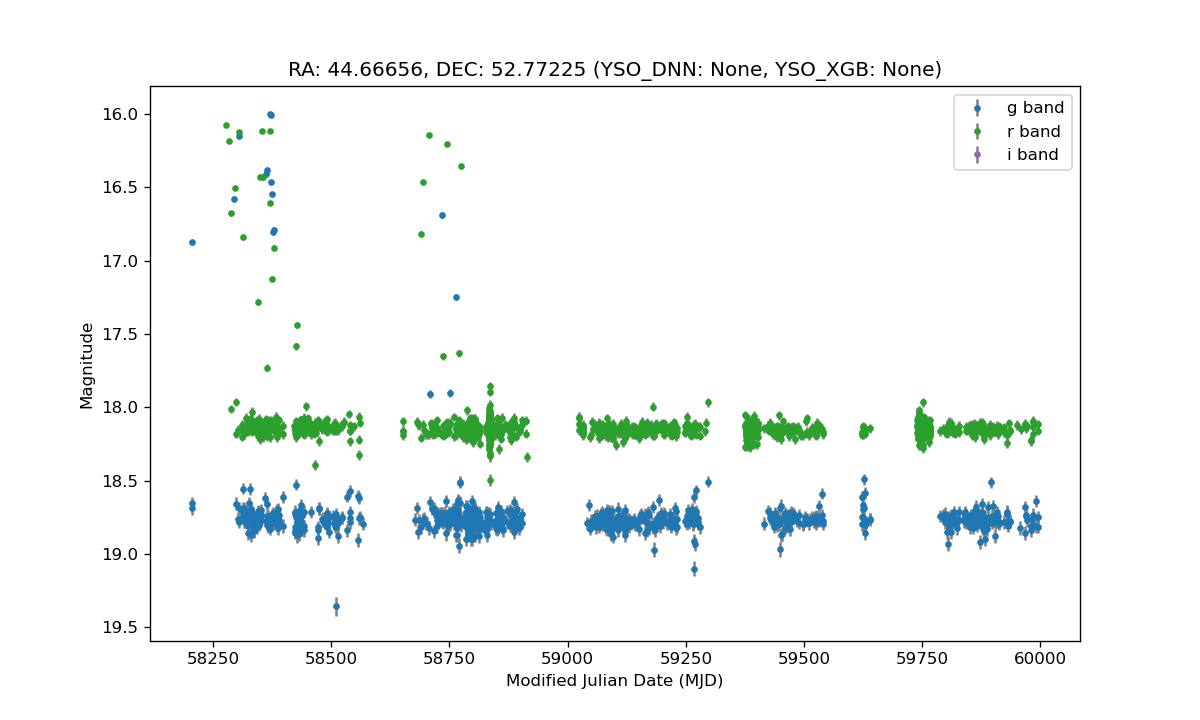 RA: 44.66656, DEC: 52.77225 (YSO_DNN: None, YSO_XGB: None)
g band
r band
i band
16.0
16.5
17.0
17.5
18.0
18.5
19.0
19.5
Magnitude
58250 58500 58750 59000 59250 59500 59750 60000
Modified Julian Date (MJD)